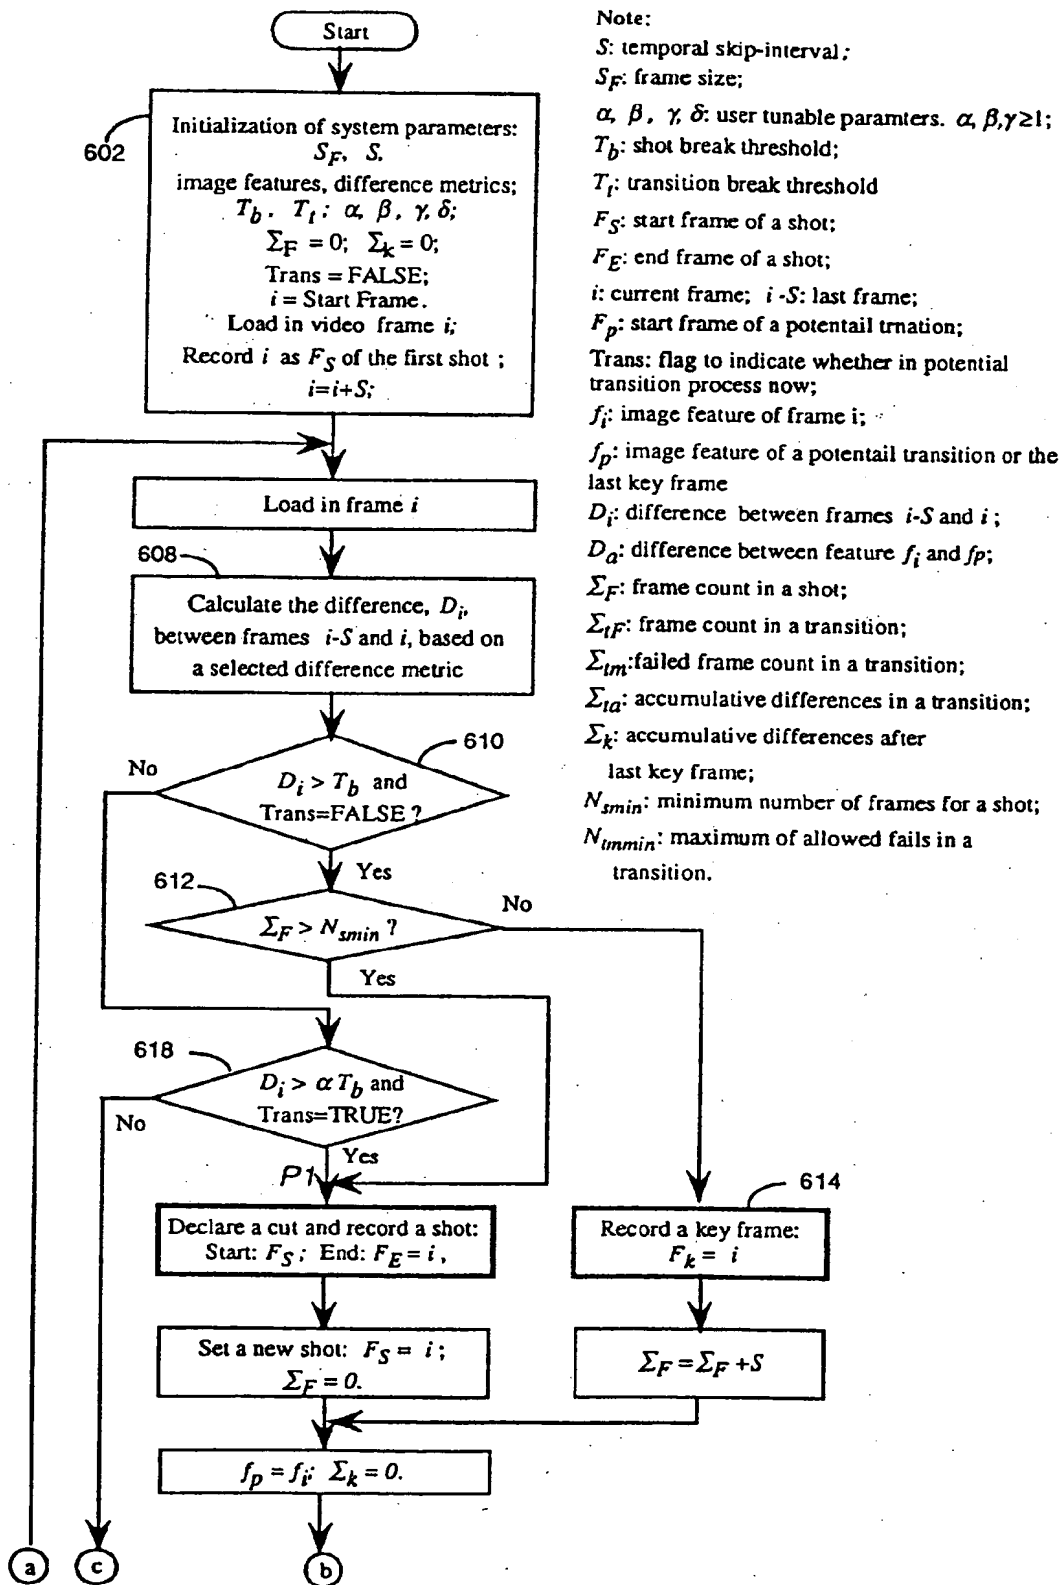 Start
602
Initialization of system parameters:
S_F, S.
image features, difference metrics;
T_b. T_t; α, β, γ, δ;
Σ_F = 0; Σ_k = 0;
Trans = FALSE;
i = Start Frame.
Load in video frame i;
Record i as F_S of the first shot ;
i=i+S;
Load in frame i
608
Calculate the difference, D_i,
between frames i-S and i, based on
a selected difference metric
610
No
D_i > T_b and
Trans=FALSE ?
Yes
612
No
Σ_F > N_smin ?
Yes
618
D_i > α T_b and
Trans=TRUE?
No
Yes
P1
Declare a cut and record a shot:
Start: F_S ; End: F_E = i ,
614
Record a key frame:
F_k = i
Set a new shot: F_S = i ;
Σ_F = 0.
Σ_F = Σ_F + S
f_p = f_i; Σ_k = 0.
a
c
b
Note:
S: temporal skip-interval;
S_F: frame size;
α, β, γ, δ: user tunable paramters. α, β,γ≥1;
T_b: shot break threshold;
T_t: transition break threshold
F_S: start frame of a shot;
F_E: end frame of a shot;
i: current frame; i -S: last frame;
F_p: start frame of a potentail trnation;
Trans: flag to indicate whether in potential
transition process now;
f_i: image feature of frame i;
f_p: image feature of a potentail transition or the
last key frame
D_i: difference between frames i-S and i ;
D_a: difference between feature f_i and fp;
Σ_F: frame count in a shot;
Σ_tF: frame count in a transition;
Σ_tm:failed frame count in a transition;
Σ_ta: accumulative differences in a transition;
Σ_k: accumulative differences after
last key frame;
N_smin: minimum number of frames for a shot;
N_tmmin: maximum of allowed fails in a
transition.